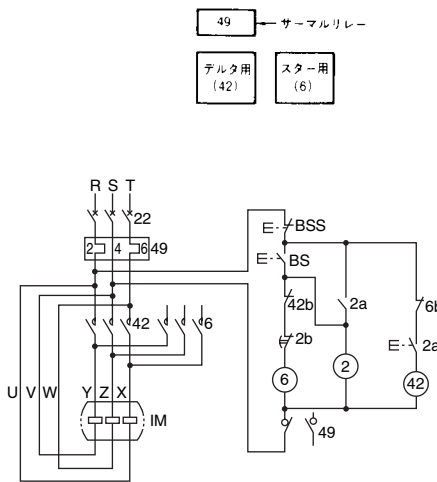 49 サーマルリレー
デルタ用 スター用
(42) (6)
R S T
22
2 4 6 49
BSS
BS
42 6 42b 2a 6b
2b 2a
U V W Y Z X 6 2 42
IM
49